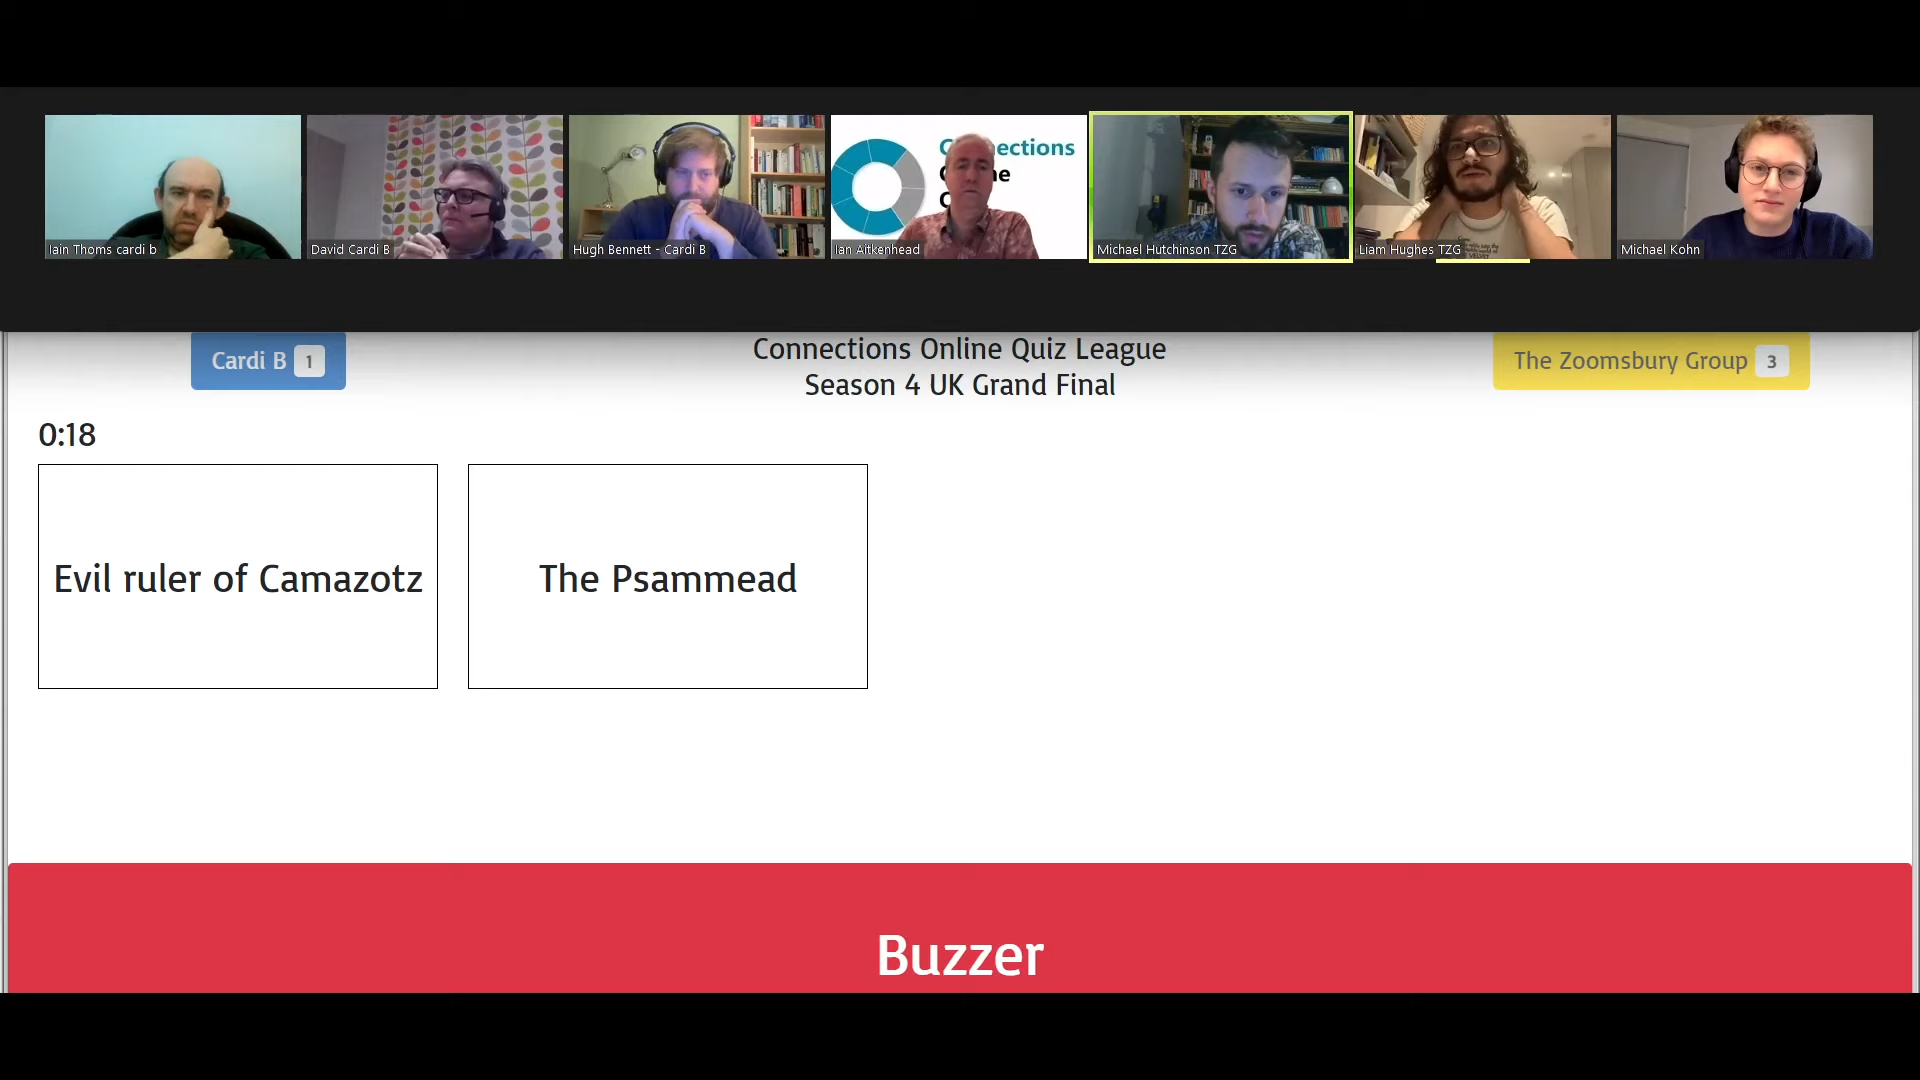 Connections
Iain Thoms cardi b
David Cardi B
Hugh Bennett - Cardi B
Ian Aitkenhead
Michael Hutchinson TZG
Liam Hughes TZG
Michael Kohn
Cardi B 1
Connections Online Quiz League
Season 4 UK Grand Final
The Zoomsbury Group 3
0:18
Evil ruler of Camazotz
The Psammead
Buzzer